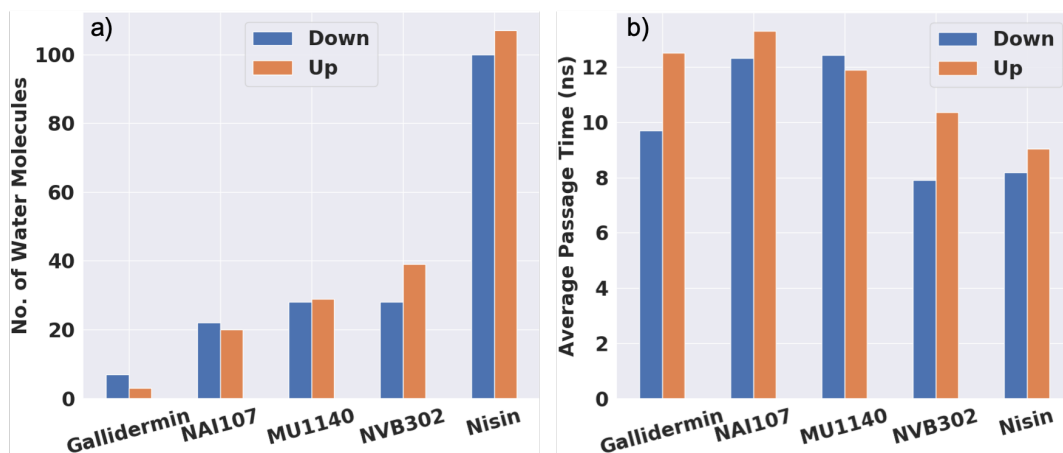 a)
Down
Up
No. of Water Molecules
100
80
60
40
20
0
Gallidermin
NAI107
MU1140
NVB302
Nisin
b)
Down
Up
Average Passage Time (ns)
12
10
8
6
4
2
0
Gallidermin
NAI107
MU1140
NVB302
Nisin